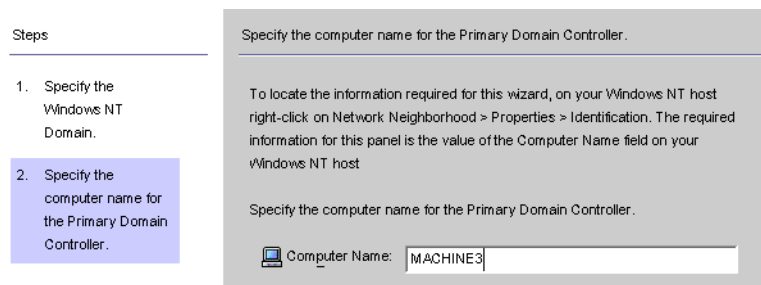 Steps
1. Specify the
Windows NT
Domain.
2. Specify the
computer name for
the Primary Domain
Controller.
Specify the computer name for the Primary Domain Controller.
To locate the information required for this wizard, on your Windows NT host
right-click on Network Neighborhood > Properties > Identification. The required
information for this panel is the value of the Computer Name field on your
Windows NT host
Specify the computer name for the Primary Domain Controller.
Computer Name: MACHINE3